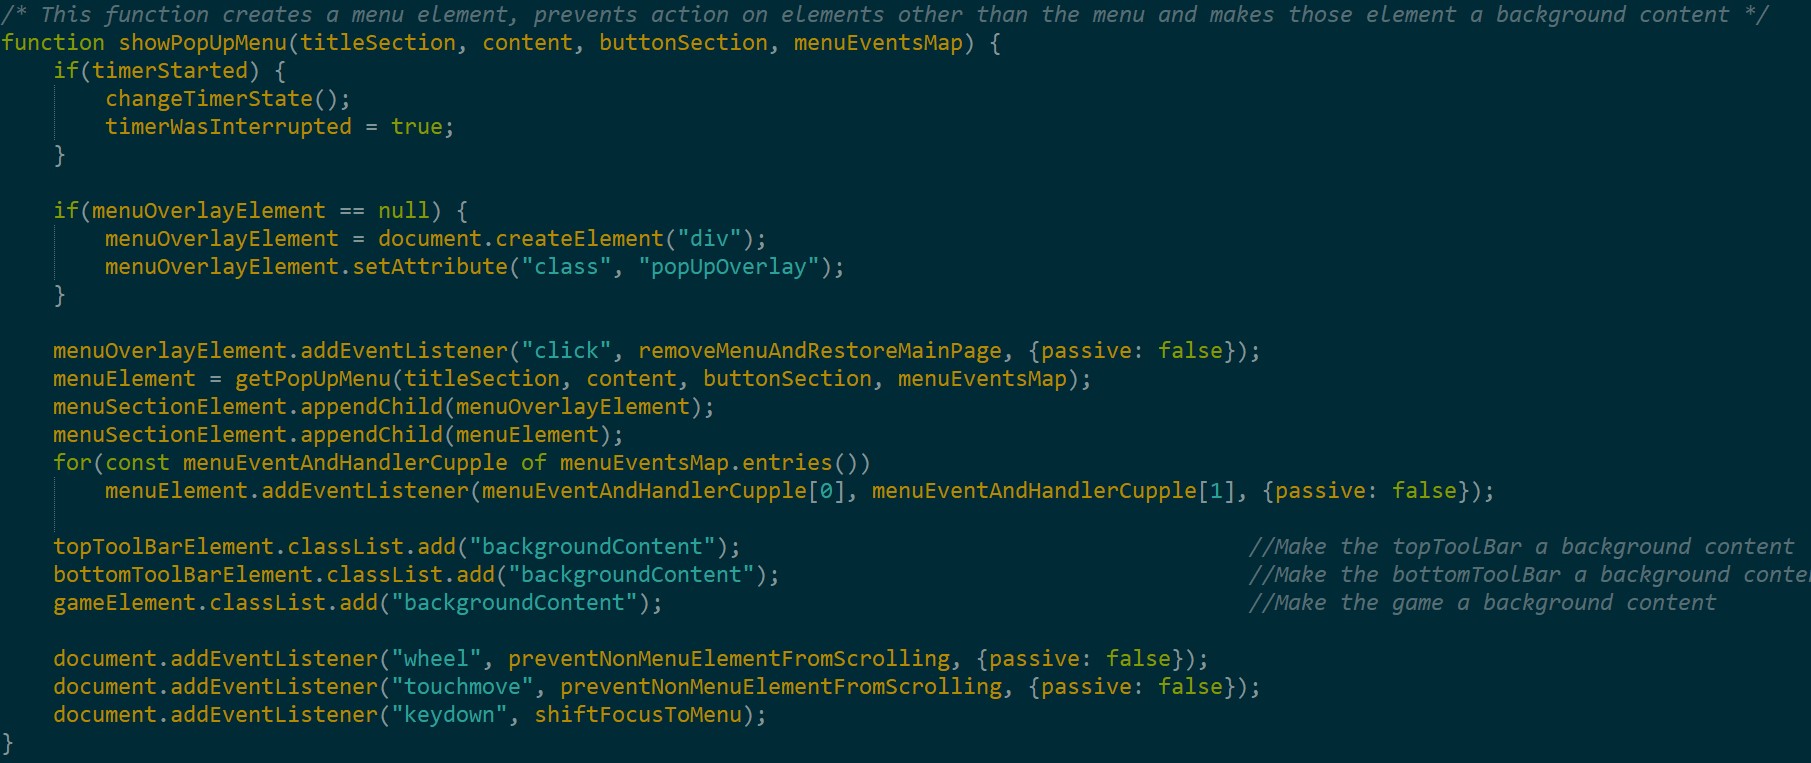 /* This function creates a menu element, prevents action on elements other than the menu and makes those element a background content */
function showPopUpMenu(titleSection, content, buttonSection, menuEventsMap) {
    if(timerStarted) {
        changeTimerState();
        timerWasInterrupted = true;
    }

    if(menuOverlayElement == null) {
        menuOverlayElement = document.createElement("div");
        menuOverlayElement.setAttribute("class", "popUpOverlay");
    }

    menuOverlayElement.addEventListener("click", removeMenuAndRestoreMainPage, {passive: false});
    menuElement = getPopUpMenu(titleSection, content, buttonSection, menuEventsMap);
    menuSectionElement.appendChild(menuOverlayElement);
    menuSectionElement.appendChild(menuElement);
    for(const menuEventAndHandlerCupple of menuEventsMap.entries())
        menuElement.addEventListener(menuEventAndHandlerCupple[0], menuEventAndHandlerCupple[1], {passive: false});

    topToolBarElement.classList.add("backgroundContent"); //Make the topToolBar a background content
    bottomToolBarElement.classList.add("backgroundContent"); //Make the bottomToolBar a background
    gameElement.classList.add("backgroundContent"); //Make the game a background content

    document.addEventListener("wheel", preventNonMenuElementFromScrolling, {passive: false});
    document.addEventListener("touchmove", preventNonMenuElementFromScrolling, {passive: false});
    document.addEventListener("keydown", shiftFocusToMenu);
}